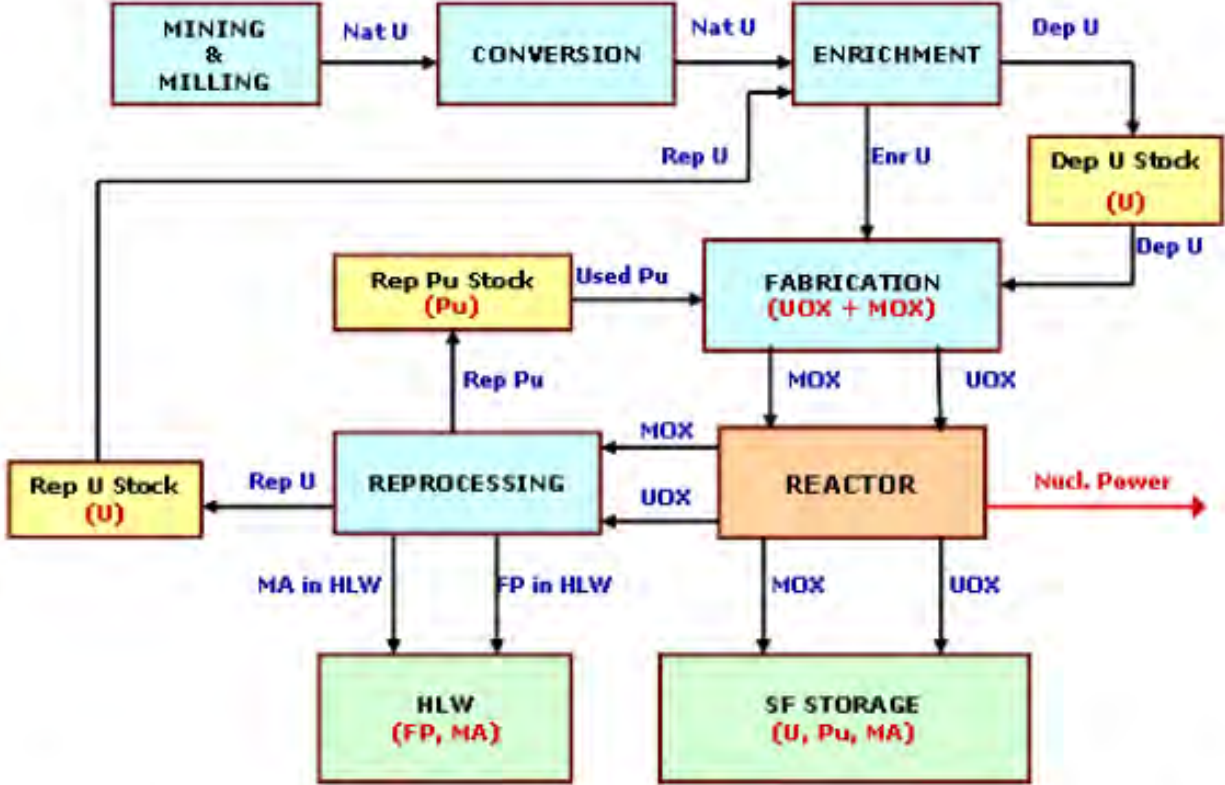 MINING
&
MILLING
Nat U
CONVERSION
Nat U
ENRICHMENT
Dep U
Rep U
Enr U
Dep U Stock
(U)
Dep U
Rep Pu Stock
(Pu)
Used Pu
FABRICATION
(UOX + MOX)
Rep Pu
MOX
UOX
Rep U Stock
(U)
Rep U
REPROCESSING
MOX
UOX
REACTOR
Nucl. Power
MA in HLW
FP in HLW
MOX
UOX
HLW
(FP, MA)
SF STORAGE
(U, Pu, MA)